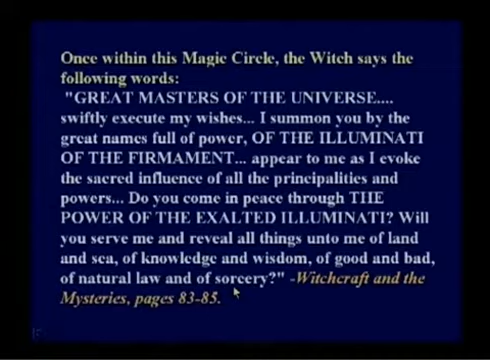 Once within this Magic Circle, the Witch says the
following words:
"GREAT MASTERS OF THE UNIVERSE....
swiftly execute my wishes... I summon you by the
great names full of power, OF THE ILLUMINATI
OF THE FIRMAMENT... appear to me as I evoke
the sacred influence of all the principalities and
powers... Do you come in peace through THE
POWER OF THE EXALTED ILLUMINATI? Will
you serve me and reveal all things unto me of land
and sea, of knowledge and wisdom, of good and bad,
of natural law and of sorcery?" -Witchcraft and the
Mysteries, pages 83-85.